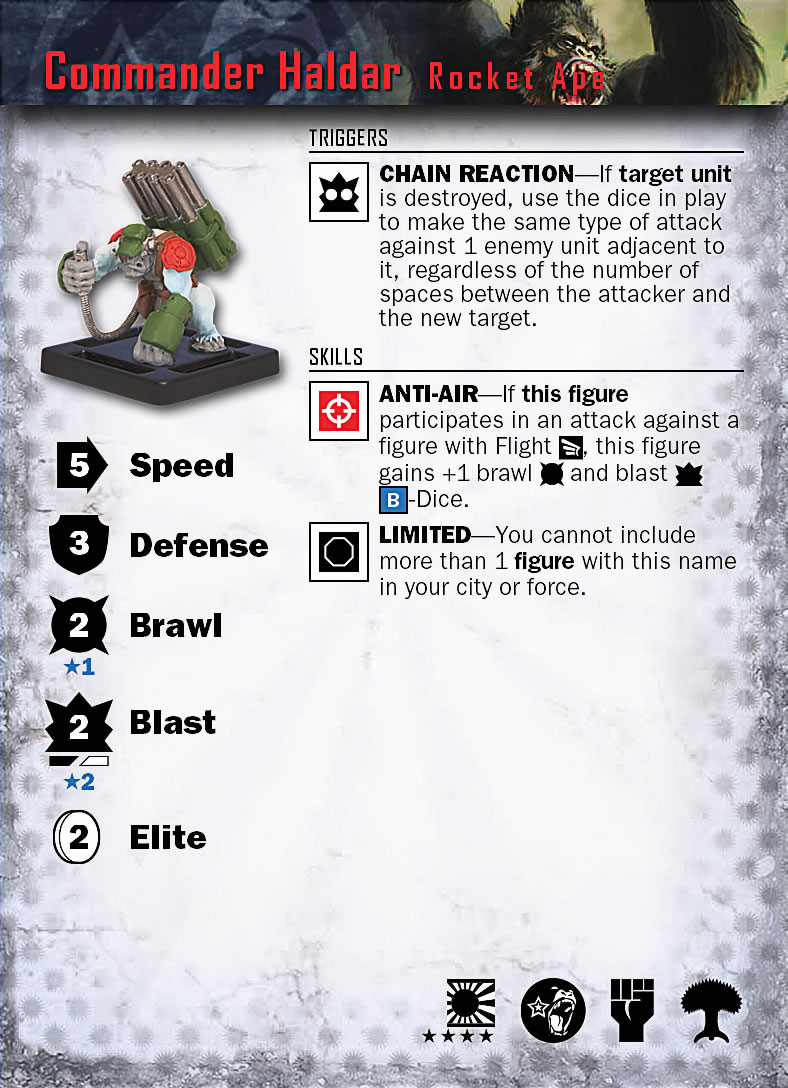 Commander Haldar Rocket Ape
TRIGGERS
CHAIN REACTION—If target unit
is destroyed, use the dice in play
to make the same type of attack
against 1 enemy unit adjacent to
it, regardless of the number of
spaces between the attacker and
the new target.
SKILLS
ANTI-AIR—If this figure
participates in an attack against a
figure with Flight , this figure
gains +1 brawl and blast
B-Dice.
LIMITED—You cannot include
more than 1 figure with this name
in your city or force.
5 Speed
3 Defense
2 Brawl
★1
2 Blast
★2
2 Elite
★★★★